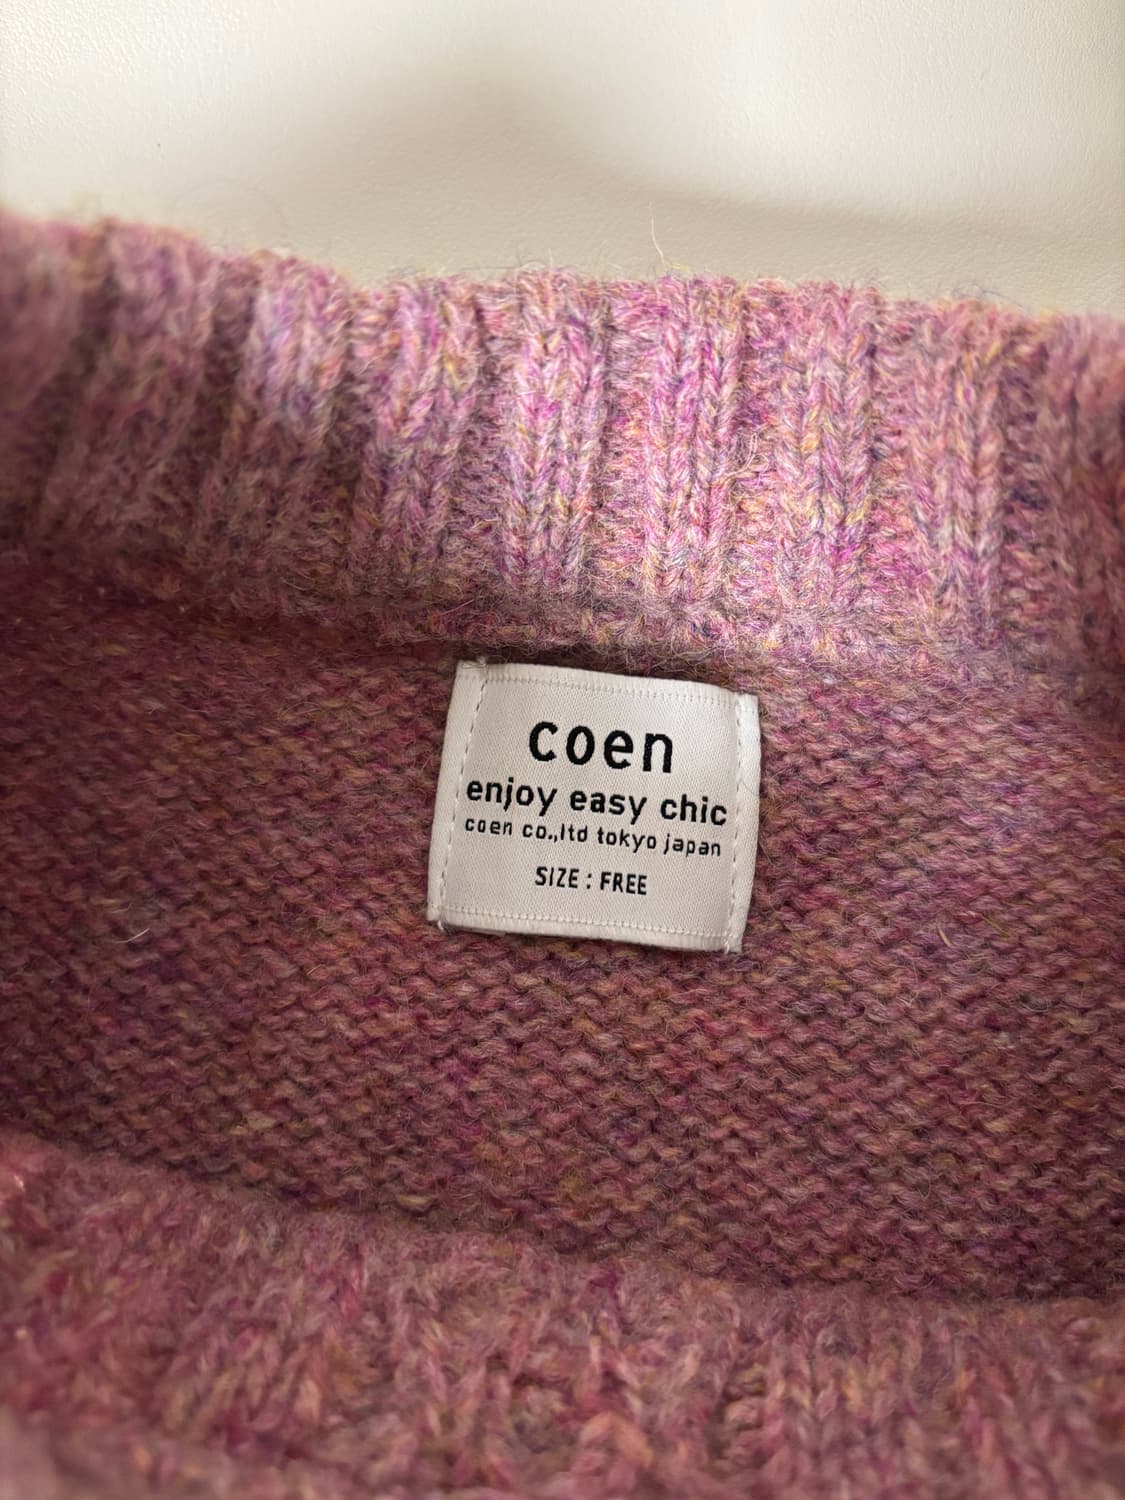 coen
enjoy easy chic
coen co.,ltd tokyo japan
SIZE : FREE